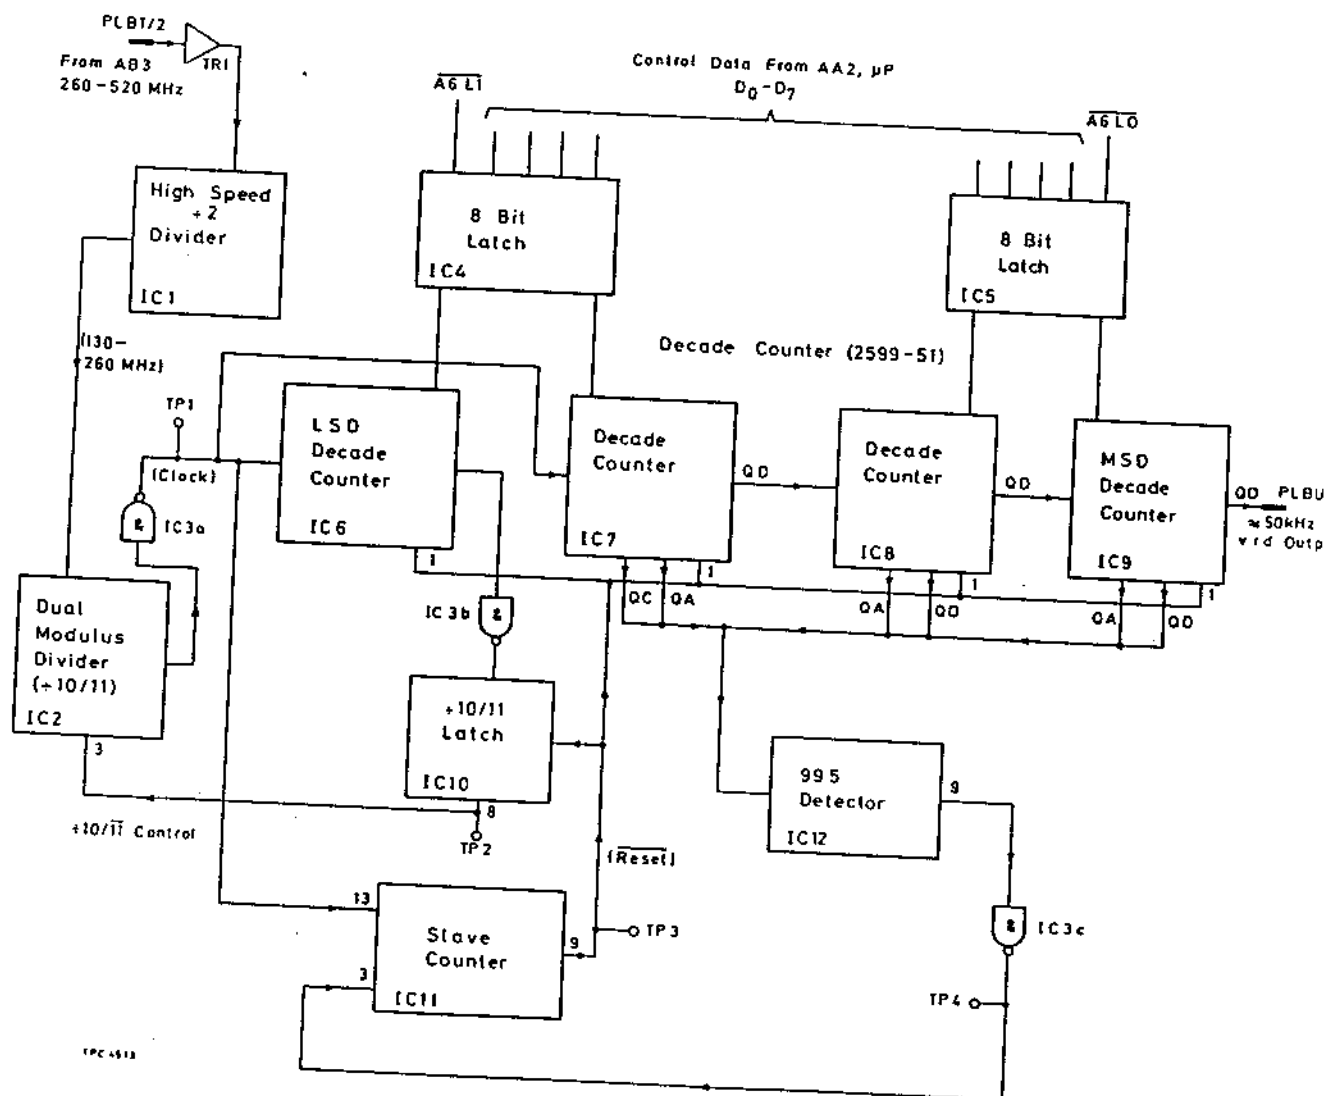 PLBT/2
From AB3
260-520 MHz
TR1
Control Data From AA2, µP
D0-D7
A6 L1
A6 L0
High Speed
÷2
Divider
IC1
8 Bit
Latch
IC4
8 Bit
Latch
IC5
(130-
260 MHz)
Decade Counter (2599-51)
TP1
(Clock)
&
IC3a
LSD
Decade
Counter
IC6
1
Decade
Counter
IC7
1
QD
QC
QA
Decade
Counter
IC8
1
QD
QA
QD
MSD
Decade
Counter
IC9
1
QA
QD
QD
PLBU
≈50kHz
v r d Outp
Dual
Modulus
Divider
(÷10/11)
IC2
3
IC3b
&
÷10/11
Latch
IC10
8
TP2
÷10/11 Control
995
Detector
IC12
9
(Reset)
13
3
Slave
Counter
IC11
9
TP3
&
IC3c
TP4